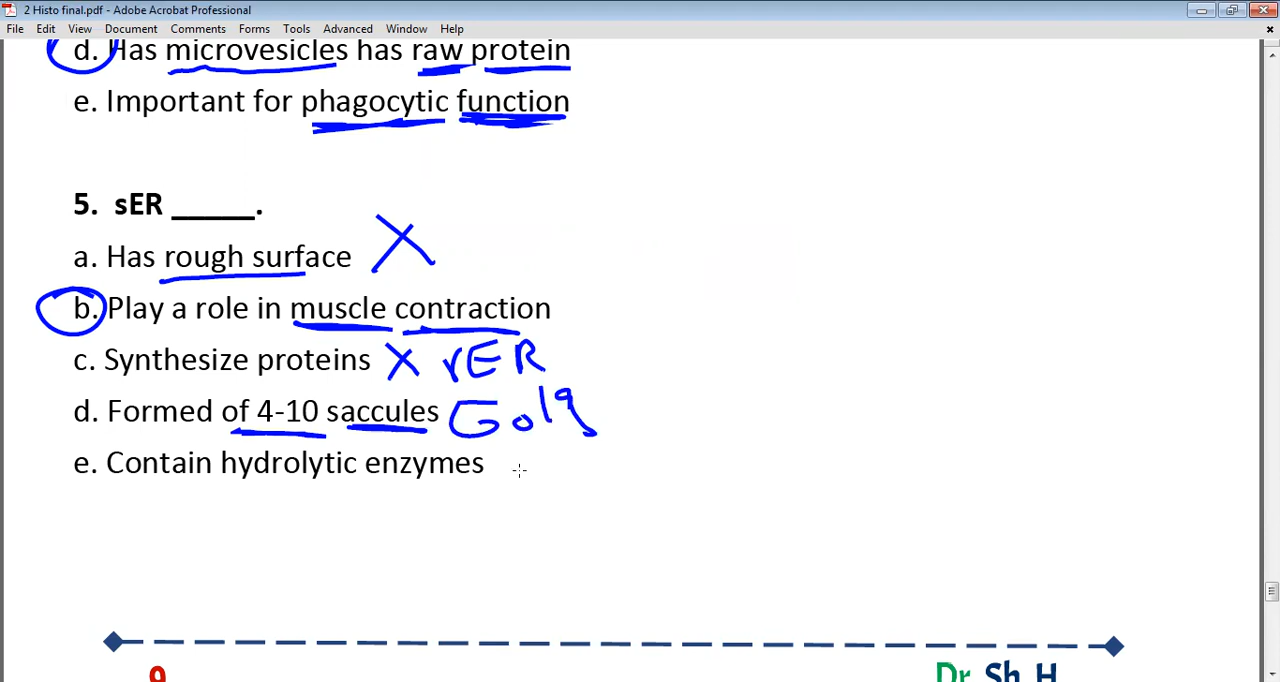 2 Histo final.pdf - Adobe Acrobat Professional
File Edit View Document Comments Forms Tools Advanced Window Help
d. Has microvesicles has raw protein
e. Important for phagocytic function
5. sER _____.
a. Has rough surface X
b. Play a role in muscle contraction
c. Synthesize proteins X rER
d. Formed of 4-10 saccules Golg
e. Contain hydrolytic enzymes
9 Dr Sh H